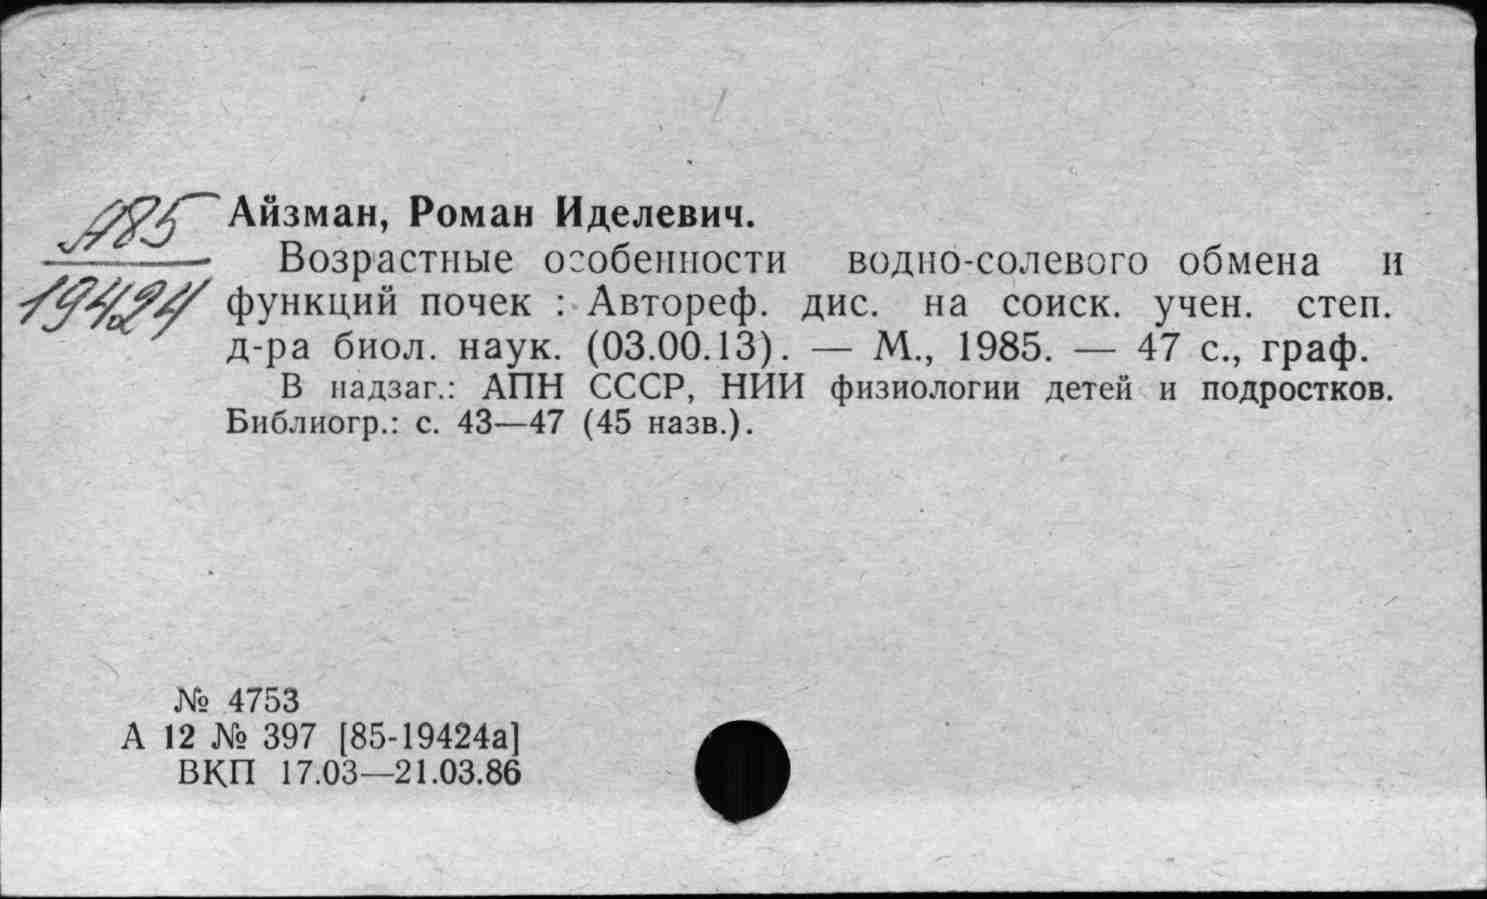 А85
19424
Айзман, Роман Иделевич.
Возрастные особенности водно-солевого обмена и
функций почек : Автореф. дис. на соиск. учен. степ.
д-ра биол. наук. (03.00.13). — М., 1985. — 47 с., граф.
В надзаг.: АПН СССР, НИИ физиологии детей и подростков.
Библиогр.: с. 43—47 (45 назв.).
№ 4753
А 12 № 397 [85-19424а]
ВКП 17.03—21.03.86